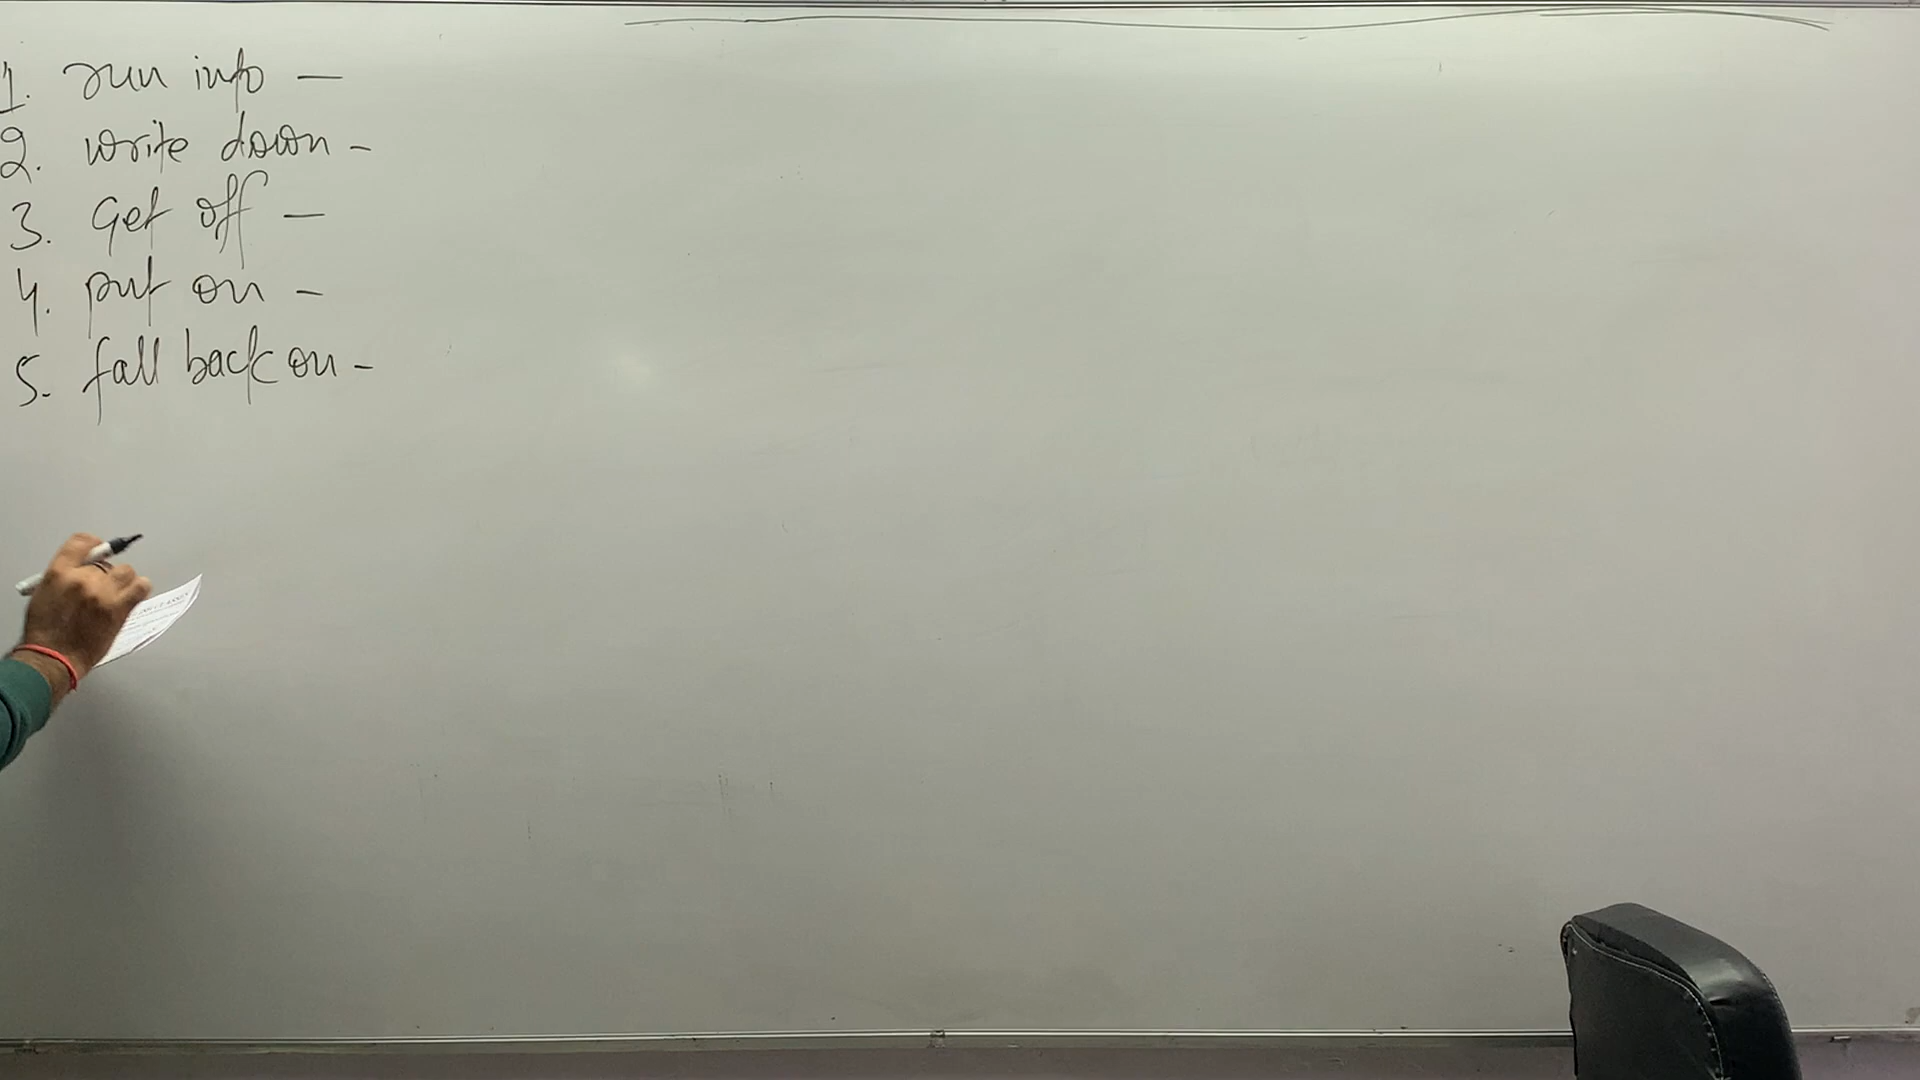 1. run into —
2. write down -
3. Get off —
4. put on -
5. fall back on -